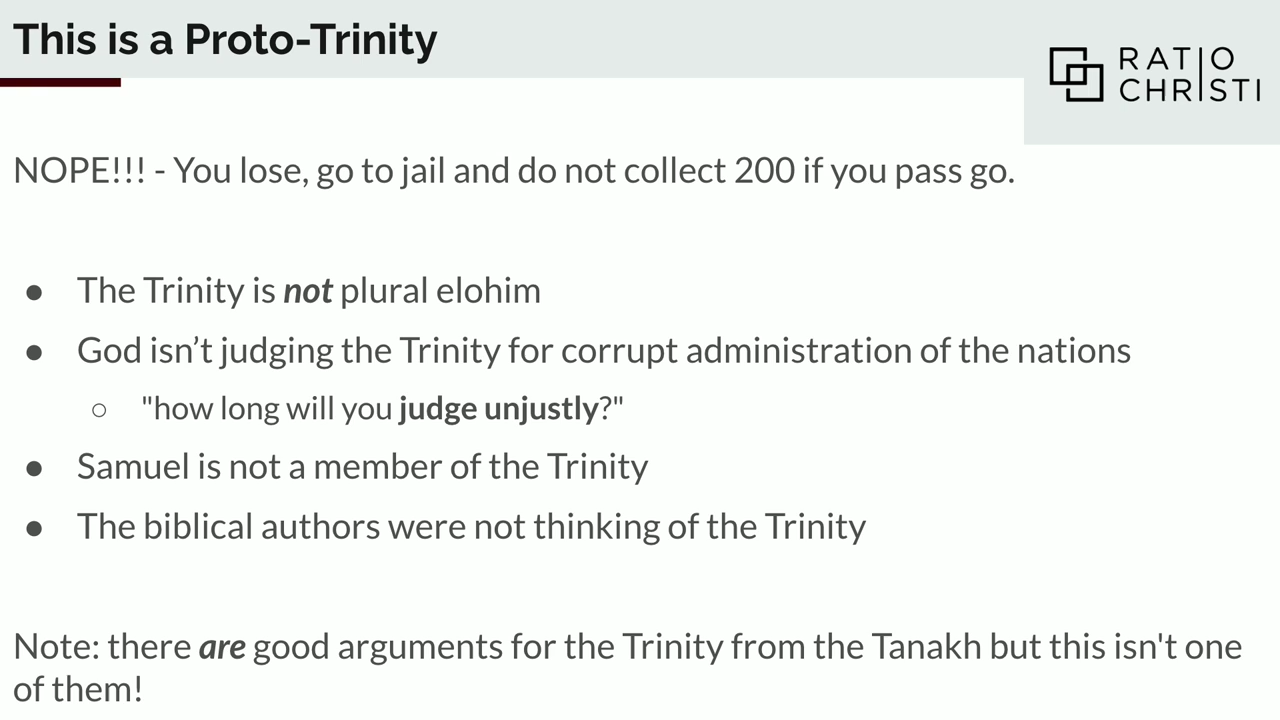 This is a Proto-Trinity
RATIO
CHRISTI
NOPE!!! - You lose, go to jail and do not collect 200 if you pass go.
● The Trinity is not plural elohim
● God isn’t judging the Trinity for corrupt administration of the nations
○ "how long will you judge unjustly?"
● Samuel is not a member of the Trinity
● The biblical authors were not thinking of the Trinity
Note: there are good arguments for the Trinity from the Tanakh but this isn't one
of them!